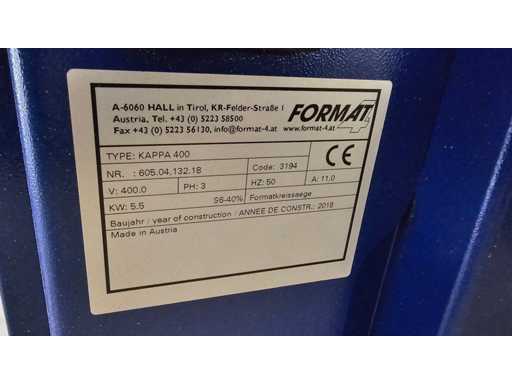 A-6060 HALL in Tirol, KR-Felder-Straße 1
Austria, Tel. +43 (0) 5223 58500
Fax +43 (0) 5223 56130, info@format-4.at
FORMAT 4
www.format-4.at
TYPE: KAPPA 400
NR. : 605.04.132.18 Code: 3194
V: 400.0 PH: 3 HZ: 50 A: 11,0
KW: 5.5 S6-40% Formatkreissaege
Baujahr / year of construction / ANNEE DE CONSTR.: 2018
Made in Austria
CE